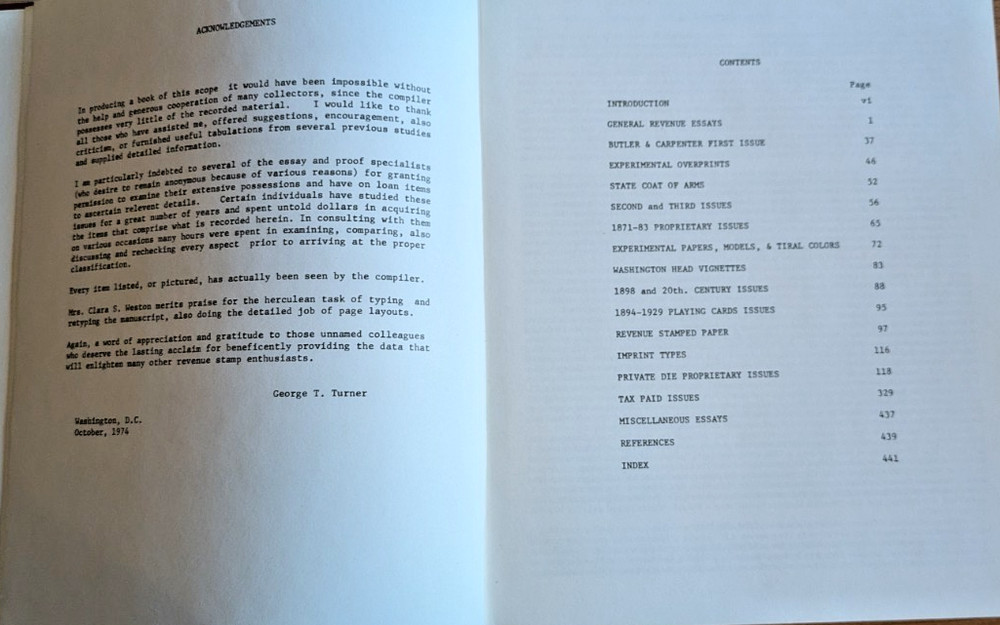 ACKNOWLEDGEMENTS
In producing a book of this scope it would have been impossible without
the help and generous cooperation of many collectors, since the compiler
possesses very little of the recorded material. I would like to thank
all those who have assisted me, offered suggestions, encouragement, also
criticism, or furnished useful tabulations from several previous studies
and supplied detailed information.
I am particularly indebted to several of the essay and proof specialists
(who desire to remain anonymous because of various reasons) for granting
permission to examine their extensive possessions and have on loan items
to ascertain relevent details. Certain individuals have studied these
issues for a great number of years and spent untold dollars in acquiring
the items that comprise what is recorded herein. In consulting with them
on various occasions many hours were spent in examining, comparing, also
discussing and rechecking every aspect prior to arriving at the proper
classification.
Every item listed, or pictured, has actually been seen by the compiler.
Mrs. Clara S. Weston merits praise for the herculean task of typing and
retyping the manuscript, also doing the detailed job of page layouts.
Again, a word of appreciation and gratitude to those unnamed colleagues
who deserve the lasting acclaim for beneficently providing the data that
will enlighten many other revenue stamp enthusiasts.
George T. Turner
Washington, D.C.
October, 1974
CONTENTS
Page
INTRODUCTION vi
GENERAL REVENUE ESSAYS 1
BUTLER & CARPENTER FIRST ISSUE 37
EXPERIMENTAL OVERPRINTS 46
STATE COAT OF ARMS 52
SECOND and THIRD ISSUES 56
1871-83 PROPRIETARY ISSUES 65
EXPERIMENTAL PAPERS, MODELS, & TIRAL COLORS 72
WASHINGTON HEAD VIGNETTES 83
1898 and 20th. CENTURY ISSUES 88
1894-1929 PLAYING CARDS ISSUES 95
REVENUE STAMPED PAPER 97
IMPRINT TYPES 116
PRIVATE DIE PROPRIETARY ISSUES 118
TAX PAID ISSUES 329
MISCELLANEOUS ESSAYS 437
REFERENCES 439
INDEX 441